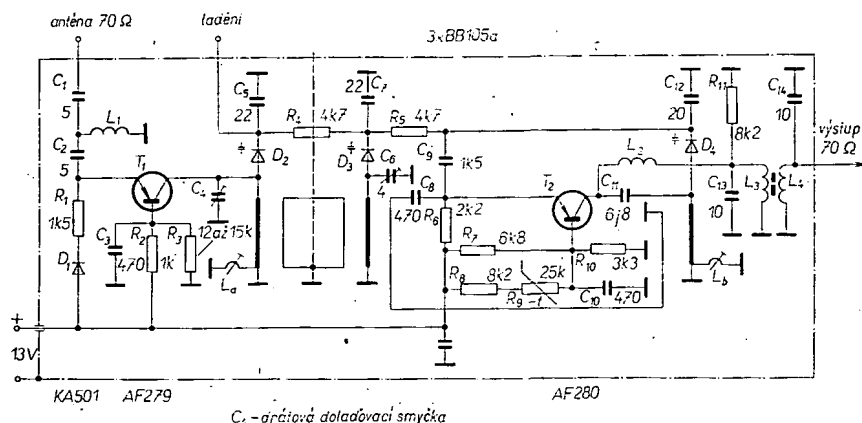 anténa 70 Ω
ladění
3×BB105a
C1
5
L1
C2
5
T1
R1
1k5
D1
C3
470
R2
1k
R3
12až15k
C4
La
C5
22
D2
R4
4k7
C7
22
D3
C6
4
R5
4k7
C9
1k5
C8
470
R6
2k2
T2
R7
6k8
R8
8k2
R9
-t
25k
R10
3k3
C10
470
L2
C11
6j8
C12
20
D4
Lb
R11
8k2
C13
10
L3
L4
C14
10
výstup
70 Ω
+
13V
-
KA501
AF279
AF280
drátová dolaďovací smyčka